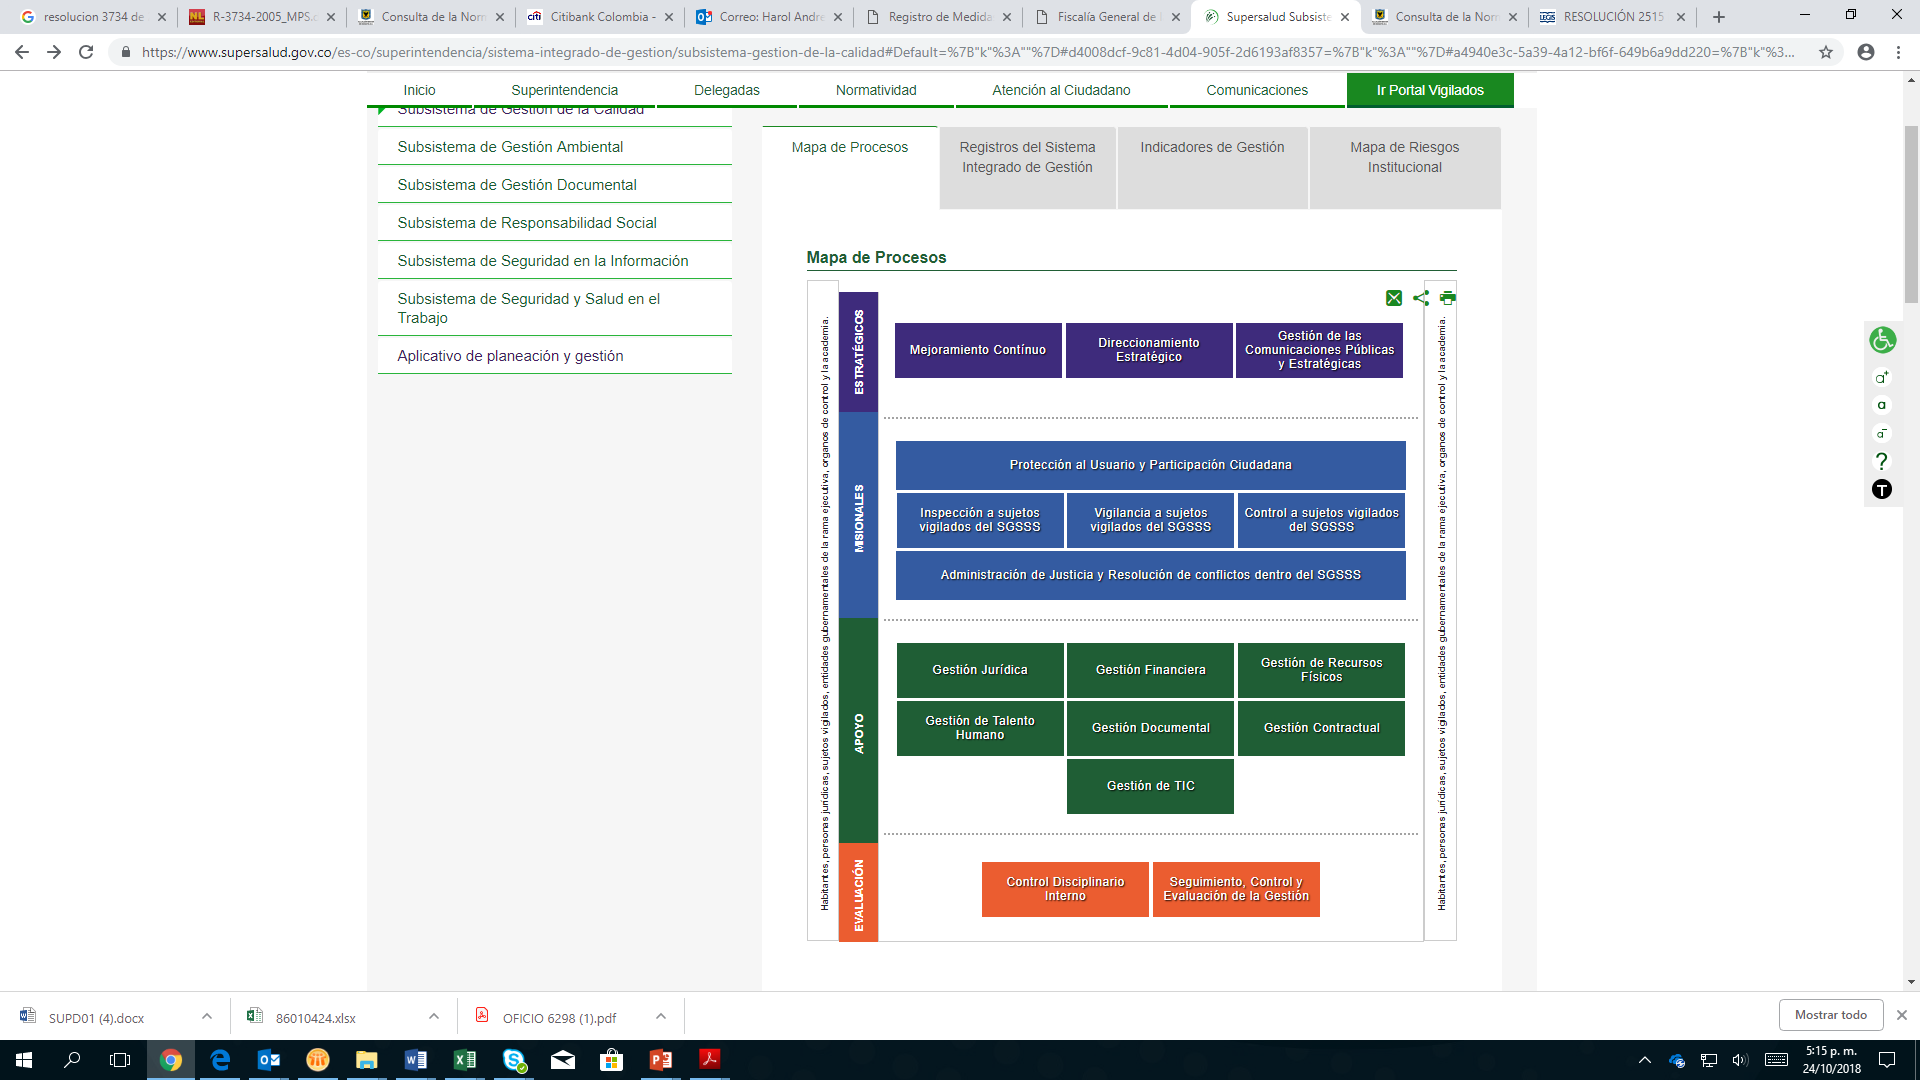 resolucion 3734 de
R-3734-2005_MPS.
Consulta de la Norm
Citibank Colombia -
Correo: Harol Andre
Registro de Medida
Fiscalía General de
Supersalud Subsiste
Consulta de la Norm
RESOLUCIÓN 2515
https://www.supersalud.gov.co/es-co/superintendencia/sistema-integrado-de-gestion/subsistema-gestion-de-la-calidad#Default=%7B"k"%3A""%7D#d4008dcf-9c81-4d04-905f-2d6193af8357=%7B"k"%3A""%7D#a4940e3c-5a39-4a12-bf6f-649b6a9dd220=%7B"k"%3...
Inicio
Superintendencia
Delegadas
Normatividad
Atención al Ciudadano
Comunicaciones
Ir Portal Vigilados
Subsistema de Gestión de la Calidad
Subsistema de Gestión Ambiental
Subsistema de Gestión Documental
Subsistema de Responsabilidad Social
Subsistema de Seguridad en la Información
Subsistema de Seguridad y Salud en el
Trabajo
Aplicativo de planeación y gestión
Mapa de Procesos
Registros del Sistema
Integrado de Gestión
Indicadores de Gestión
Mapa de Riesgos
Institucional
Mapa de Procesos
Habitantes, personas jurídicas, sujetos vigilados, entidades gubernamentales de la rama ejecutiva, organos de control y la academia.
ESTRATÉGICOS
Mejoramiento Contínuo
Direccionamiento
Estratégico
Gestión de las
Comunicaciones Públicas
y Estratégicas
MISIONALES
Protección al Usuario y Participación Ciudadana
Inspección a sujetos
vigilados del SGSSS
Vigilancia a sujetos
vigilados del SGSSS
Control a sujetos vigilados
del SGSSS
Administración de Justicia y Resolución de conflictos dentro del SGSSS
APOYO
Gestión Jurídica
Gestión Financiera
Gestión de Recursos
Físicos
Gestión de Talento
Humano
Gestión Documental
Gestión Contractual
Gestión de TIC
EVALUACIÓN
Control Disciplinario
Interno
Seguimiento, Control y
Evaluación de la Gestión
Habitantes, personas jurídicas, sujetos vigilados, entidades gubernamentales de la rama ejecutiva, organos de control y la academia.
a+
a
a-
?
T
SUPD01 (4).docx
86010424.xlsx
OFICIO 6298 (1).pdf
Mostrar todo
5:15 p. m.
24/10/2018